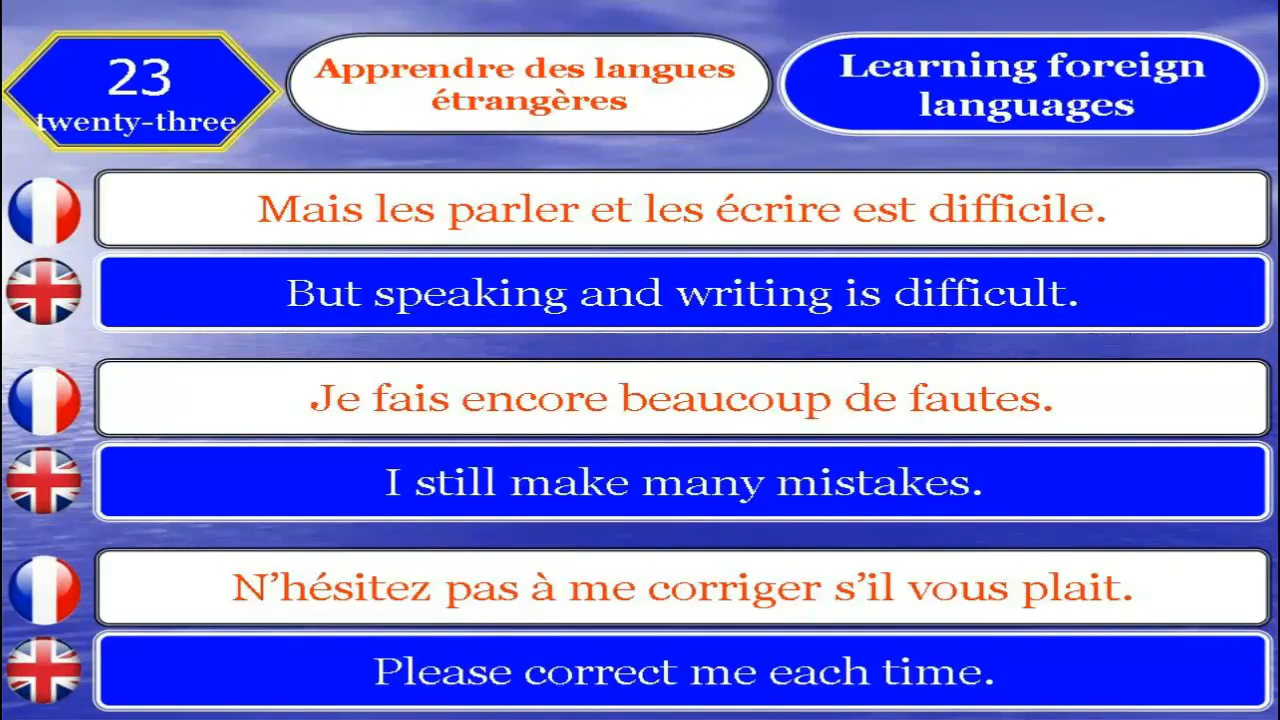 23
twenty-three
Apprendre des langues
étrangères
Learning foreign
languages
Mais les parler et les écrire est difficile.
But speaking and writing is difficult.
Je fais encore beaucoup de fautes.
I still make many mistakes.
N’hésitez pas à me corriger s’il vous plait.
Please correct me each time.